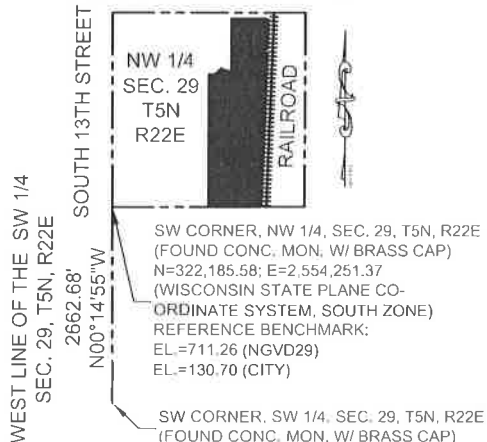 SOUTH 13TH STREET
NW 1/4
SEC. 29
T5N
R22E
RAILROAD
WEST LINE OF THE SW 1/4
SEC. 29, T5N, R22E
2662.68'
N00°14'55"W
SW CORNER, NW 1/4, SEC. 29, T5N, R22E
(FOUND CONC. MON. W/ BRASS CAP)
N=322,185.58; E=2,554,251.37
(WISCONSIN STATE PLANE CO-
ORDINATE SYSTEM, SOUTH ZONE)
REFERENCE BENCHMARK:
EL.=711.26 (NGVD29)
EL.=130.70 (CITY)
SW CORNER, SW 1/4, SEC. 29, T5N, R22E
(FOUND CONC. MON. W/ BRASS CAP)